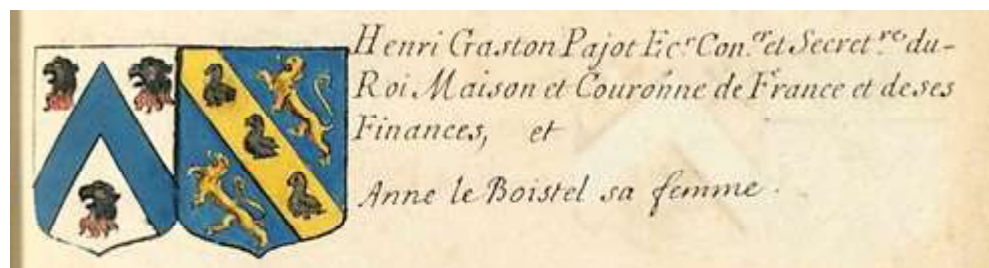 Henri Gaston Pajot Ec.r Con.er et Secret.re du-
Roi Maison et Couronne de France et de ses
Finances, et
Anne le Boistel sa femme.